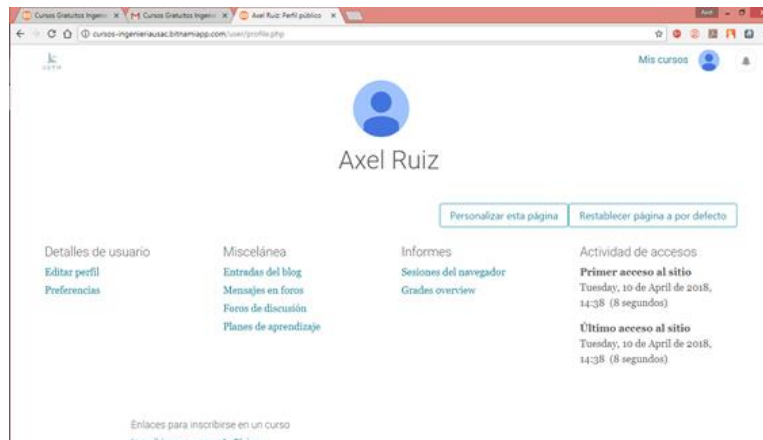 Cursos Gratuitos Ingenie
Cursos Gratuitos Ingenie
Axel Ruiz: Perfil público
Axel
cursos-ingenieriausac.bitnamiapp.com/user/profile.php
Mis cursos
Axel Ruiz
Personalizar esta página
Restablecer página a por defecto
Detalles de usuario
Editar perfil
Preferencias
Miscelánea
Entradas del blog
Mensajes en foros
Foros de discusión
Planes de aprendizaje
Informes
Sesiones del navegador
Grades overview
Actividad de accesos
Primer acceso al sitio
Tuesday, 10 de April de 2018,
14:38 (8 segundos)
Último acceso al sitio
Tuesday, 10 de April de 2018,
14:38 (8 segundos)
Enlaces para inscribirse en un curso